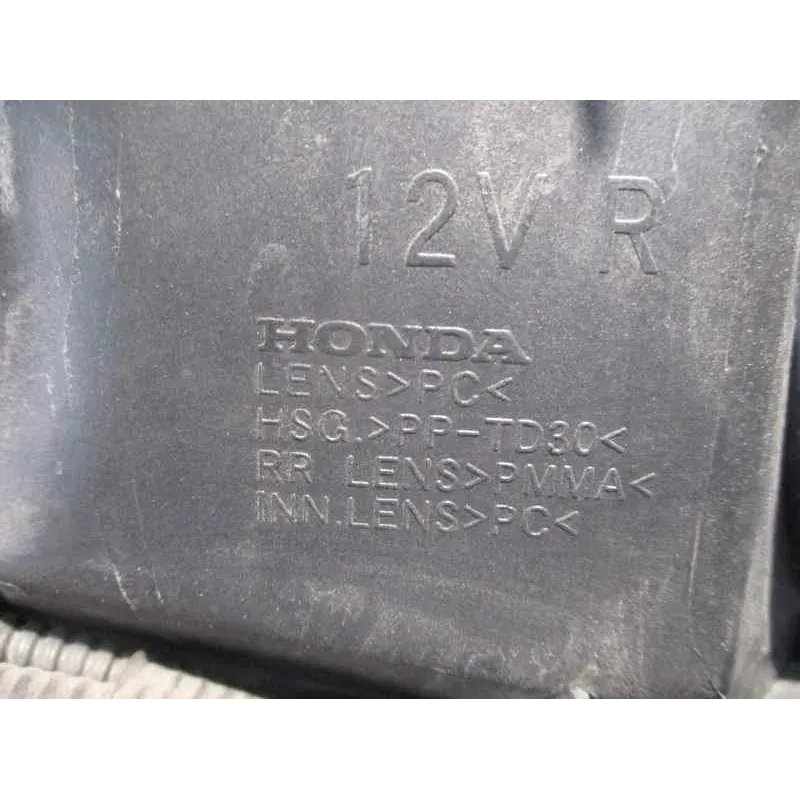 12V R
HONDA
LENS>PC<
HSG.>PP-TD30<
RR LENS>PMMA<
INN.LENS>PC<